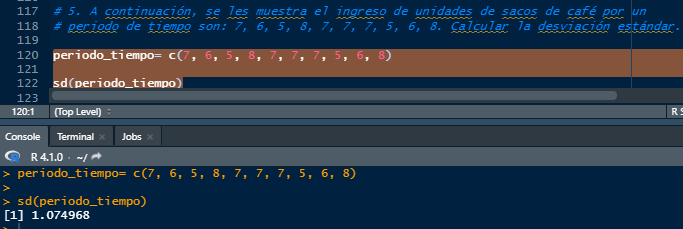 117 # 5. A continuación, se les muestra el ingreso de unidades de sacos de café por un
118 # periodo de tiempo son: 7, 6, 5, 8, 7, 7, 7, 5, 6, 8. Calcular la desviación estándar.
119
120 periodo_tiempo= c(7, 6, 5, 8, 7, 7, 7, 5, 6, 8)
121
122 sd(periodo_tiempo)
123
120:1 (Top Level) R S
Console Terminal Jobs
R 4.1.0 · ~/
> periodo_tiempo= c(7, 6, 5, 8, 7, 7, 7, 5, 6, 8)
>
> sd(periodo_tiempo)
[1] 1.074968
>